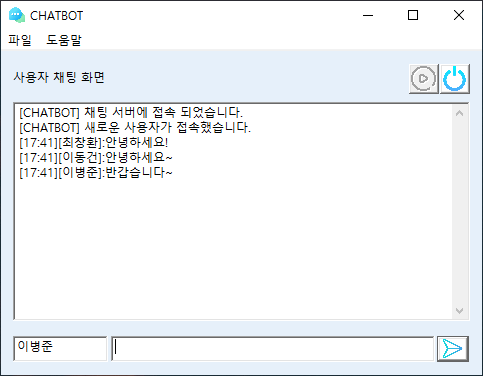 CHATBOT
파일 도움말
사용자 채팅 화면
[CHATBOT] 채팅 서버에 접속 되었습니다.
[CHATBOT] 새로운 사용자가 접속했습니다.
[17:41][최창환]:안녕하세요!
[17:41][이동건]:안녕하세요~
[17:41][이병준]:반갑습니다~
이병준